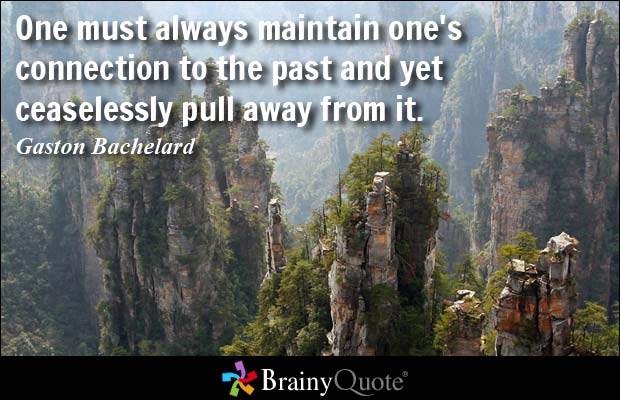 One must always maintain one's
connection to the past and yet
ceaselessly pull away from it.
Gaston Bachelard
BrainyQuote®